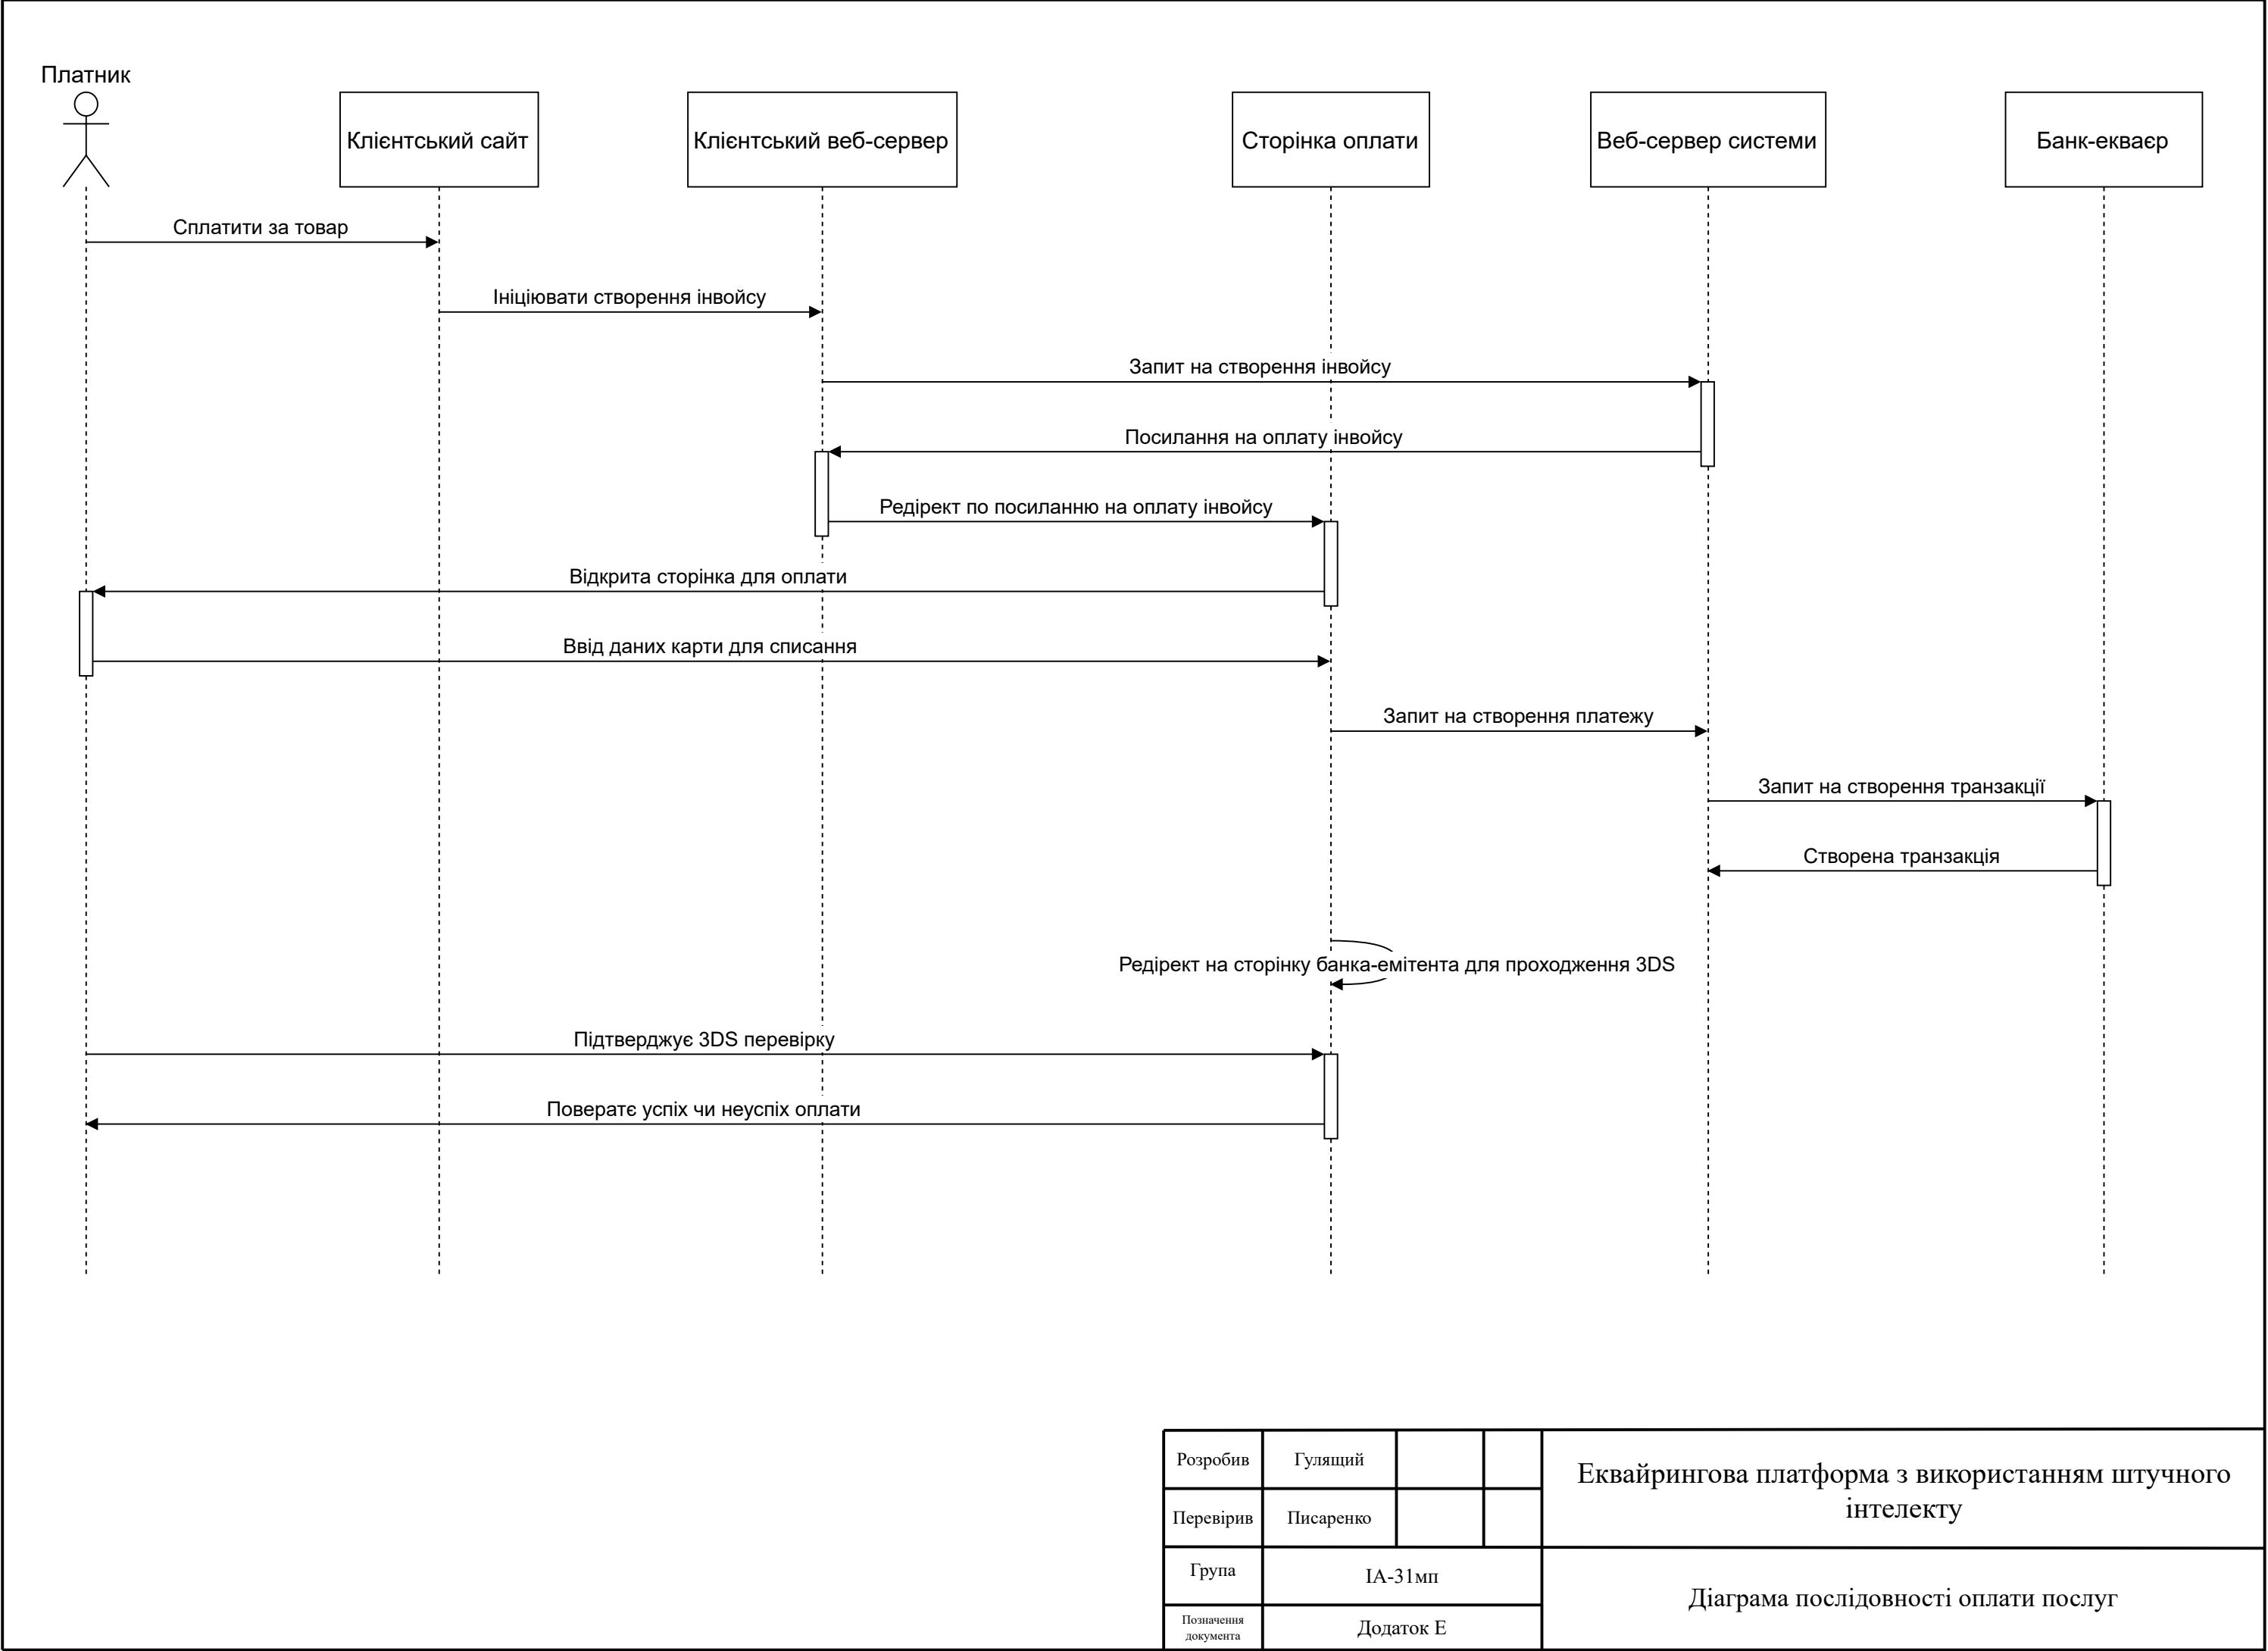 Платник
Клієнтський сайт
Клієнтський веб-сервер
Сторінка оплати
Веб-сервер системи
Банк-екваєр
Сплатити за товар
Ініціювати створення інвойсу
Запит на створення інвойсу
Посилання на оплату інвойсу
Редірект по посиланню на оплату інвойсу
Відкрита сторінка для оплати
Ввід даних карти для списання
Запит на створення платежу
Запит на створення транзакції
Створена транзакція
Редірект на сторінку банка-емітента для проходження 3DS
Підтверджує 3DS перевірку
Повератє успіх чи неуспіх оплати
Розробив
Гулящий
Перевірив
Писаренко
Група
ІА-31мп
Позначення
документа
Додаток Е
Еквайрингова платформа з використанням штучного
інтелекту
Діаграма послідовності оплати послуг